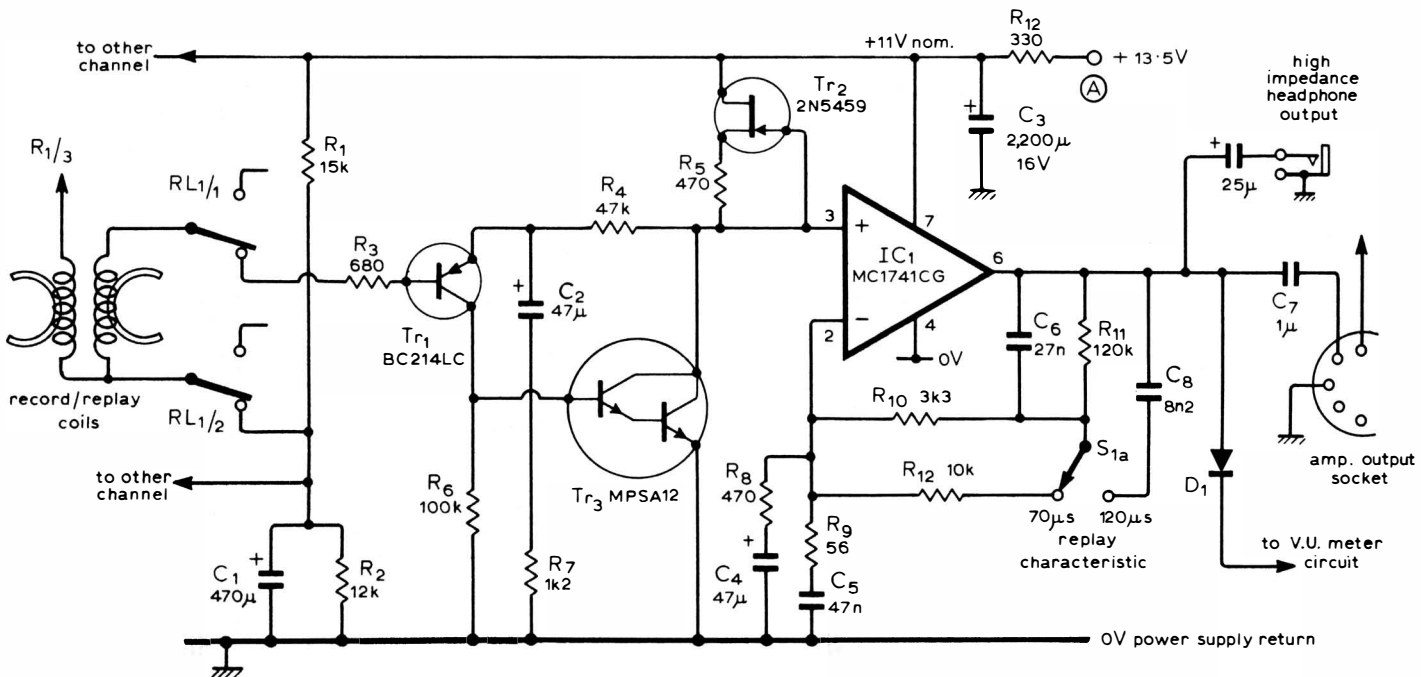 to other
channel
+11V nom.
R12
330
+ 13·5V
A
high
impedance
headphone
output
Tr2
2N5459
+
C3
2,200μ
16V
R1/3
R1
15k
RL1/1
R5
470
R4
47k
+
25μ
R3
680
3
+
7
IC1
MC1741CG
6
+
C2
47μ
Tr1
BC214LC
−
2
4
0V
C6
27n
R11
120k
C7
1μ
C8
8n2
record/replay
coils
RL1/2
R10 3k3
S1a
D1
amp. output
socket
to other
channel
R6
100k
Tr3 MPSA12
R8
470
R12 10k
70μs
120μs
replay
characteristic
R9
56
to V.U. meter
circuit
+
C1
470μ
R2
12k
R7
1k2
+
C4
47μ
C5
47n
0V power supply return